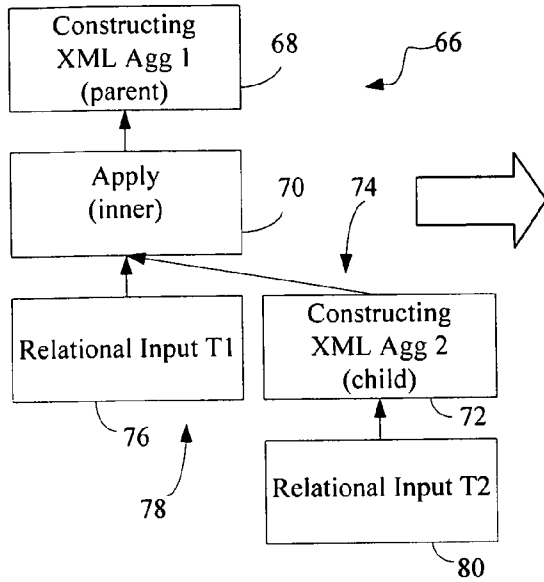 Constructing
XML Agg 1
(parent)
68
66
Apply
(inner)
70
74
Relational Input T1
Constructing
XML Agg 2
(child)
76
72
78
Relational Input T2
80